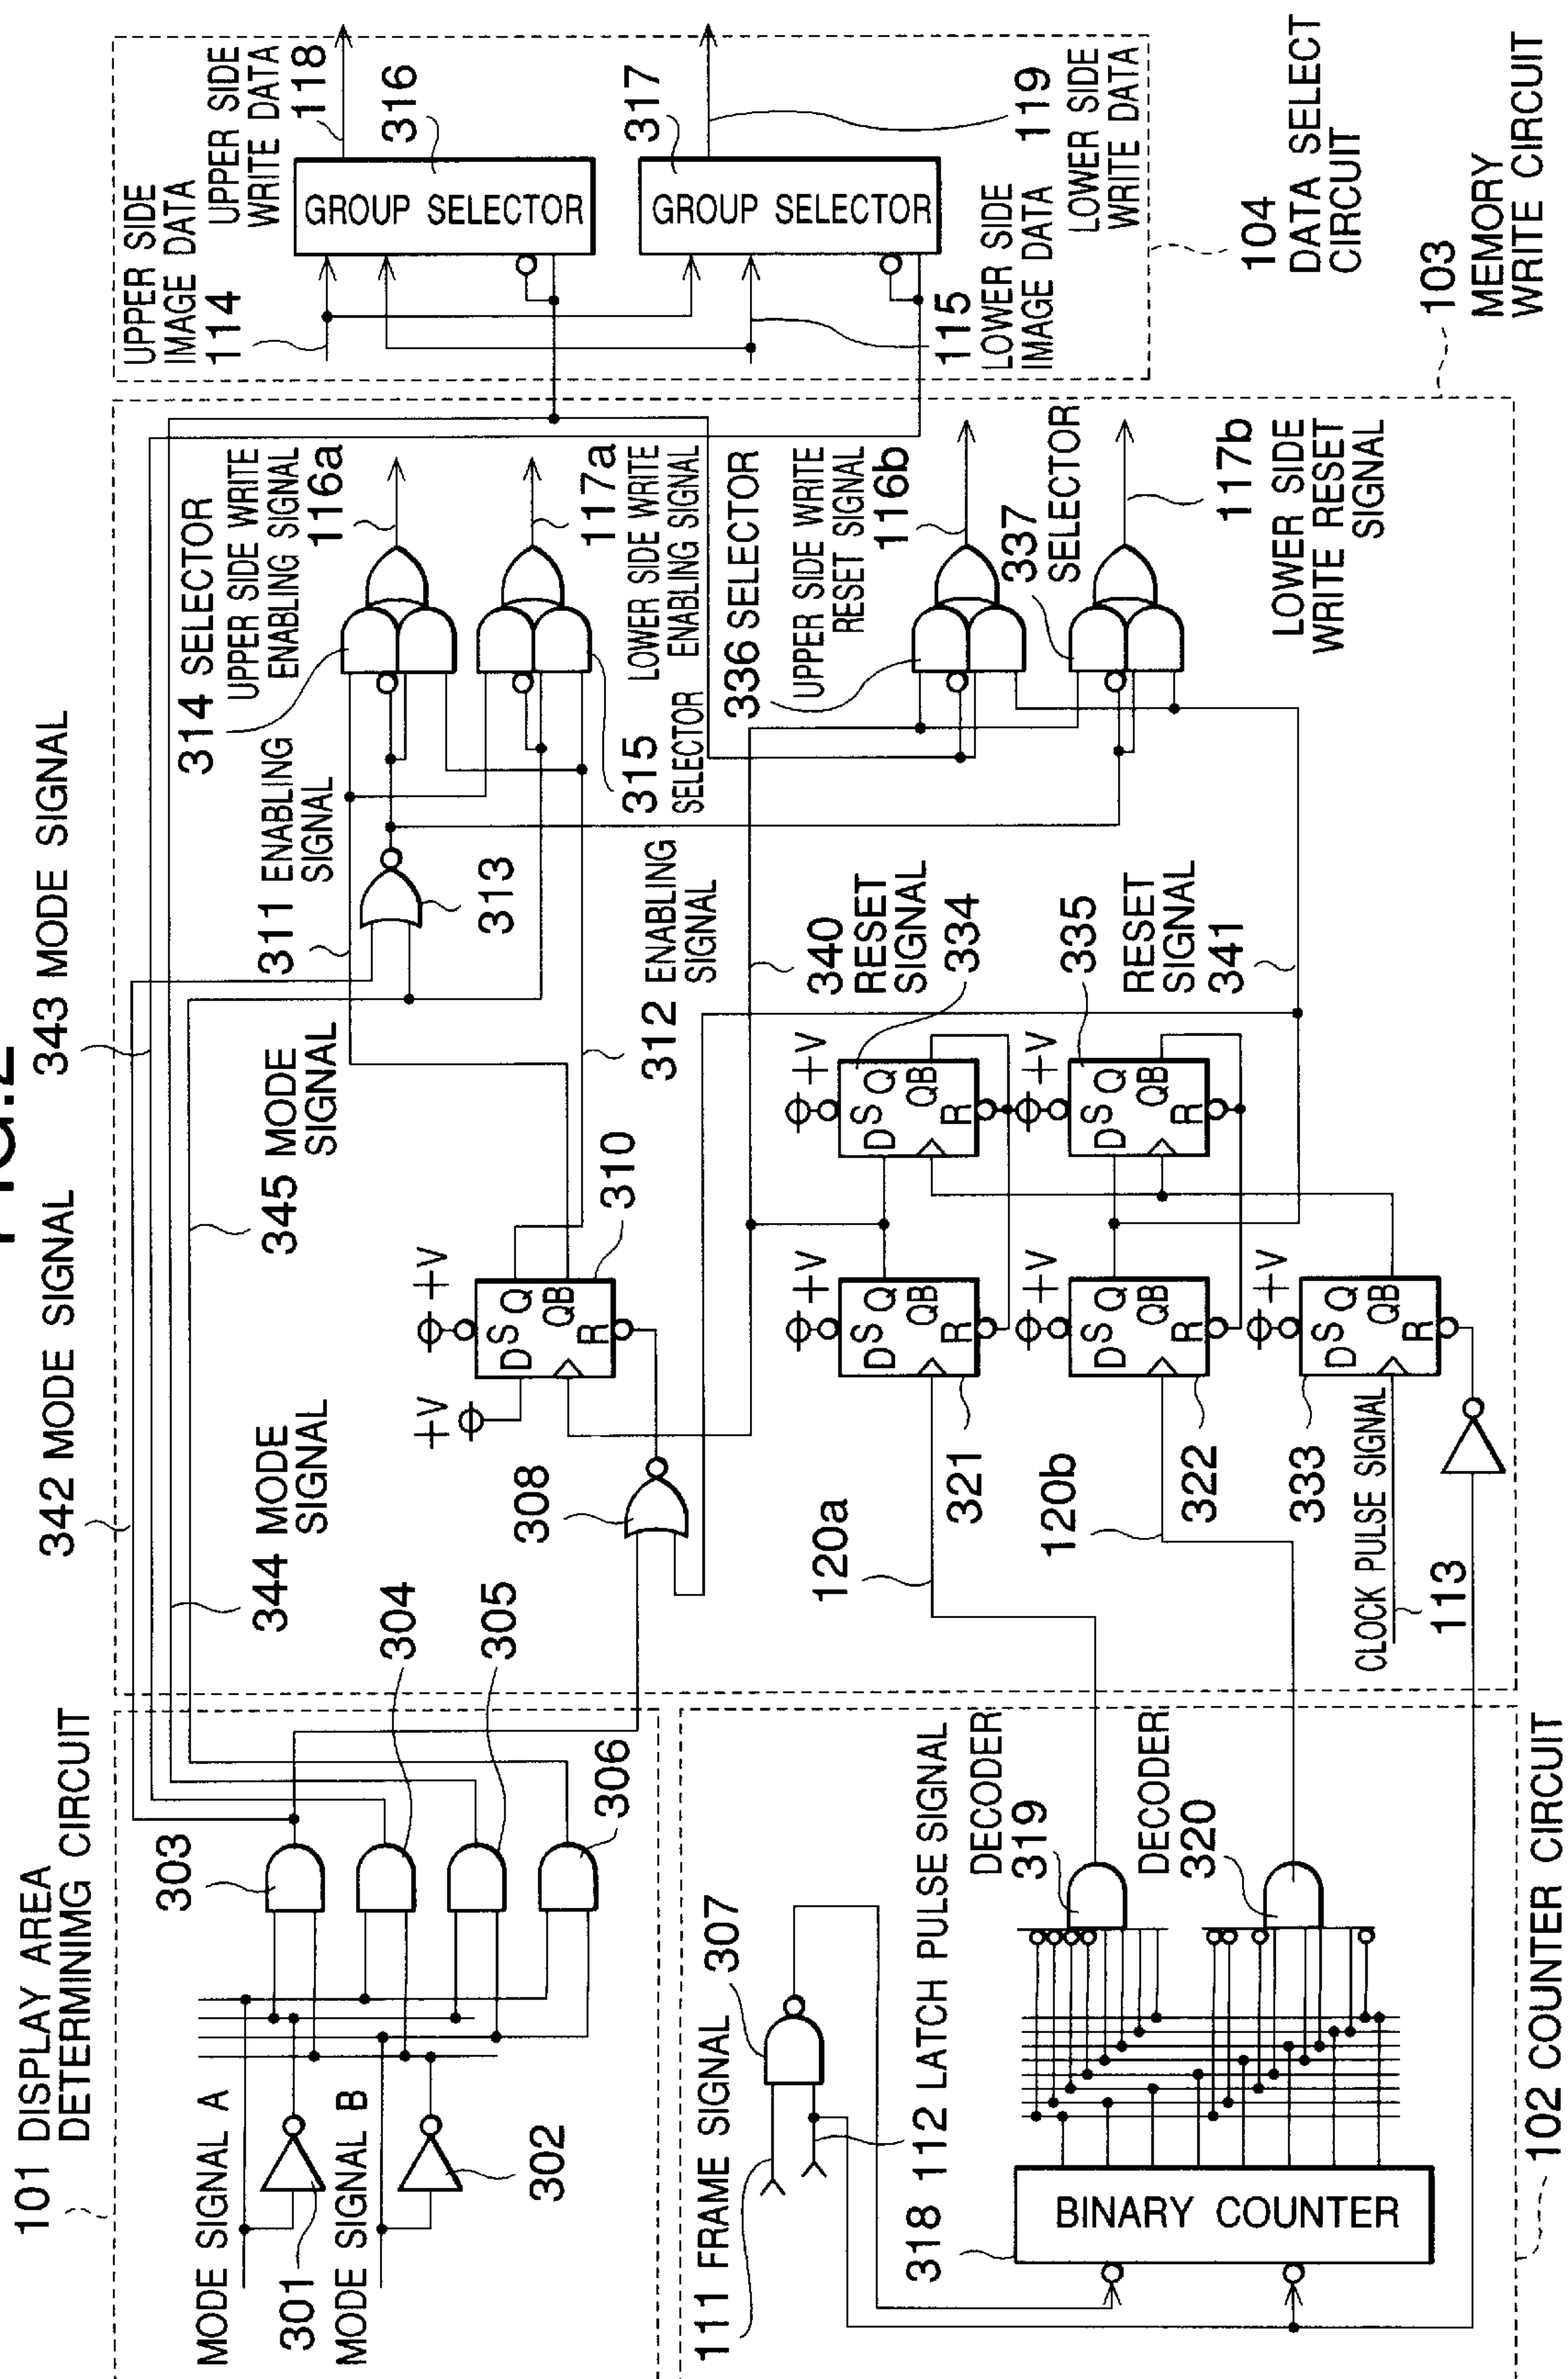 FIG.2
342 MODE SIGNAL
343 MODE SIGNAL
101 DISPLAY AREA
DETERMINIMG CIRCUIT
344 MODE
SIGNAL
345 MODE
SIGNAL
MODE SIGNAL A
301
MODE SIGNAL B
302
303
304
305
306
308
+V
+V
D S Q
QB
R
310
311 ENABLING
SIGNAL
312 ENABLING
SIGNAL
313
314 SELECTOR
UPPER SIDE WRITE
ENABLING SIGNAL
116a
315
SELECTOR
117a
LOWER SIDE WRITE
ENABLING SIGNAL
336 SELECTOR
UPPER SIDE WRITE
RESET SIGNAL
116b
337
SELECTOR
117b
LOWER SIDE
WRITE RESET
SIGNAL
UPPER SIDE
IMAGE DATA
114
UPPER SIDE
WRITE DATA
118
316
GROUP SELECTOR
317
GROUP SELECTOR
115
LOWER SIDE
IMAGE DATA
119
LOWER SIDE
WRITE DATA
104
DATA SELECT
CIRCUIT
103
MEMORY
WRITE CIRCUIT
340
RESET
SIGNAL
334
335
RESET
SIGNAL
341
+V
D S Q
QB
R
+V
D S Q
QB
R
+V
D S Q
QB
R
321
+V
D S Q
QB
R
322
+V
D S Q
QB
R
333
120a
120b
CLOCK PULSE SIGNAL
113
111 FRAME SIGNAL
307
112 LATCH PULSE SIGNAL
DECODER
319
DECODER
320
318
BINARY COUNTER
102 COUNTER CIRCUIT